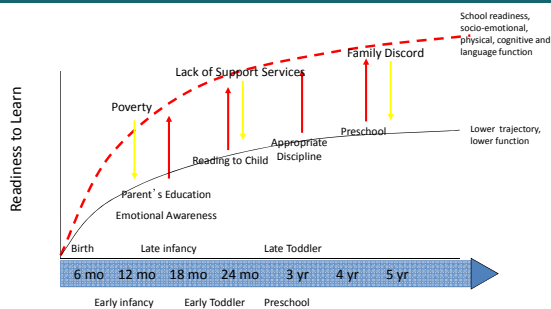 School readiness,
socio-emotional,
physical, cognitive and
language function
Family Discord
Lack of Support Services
Poverty
Readiness to Learn
Lower trajectory,
lower function
Preschool
Appropriate
Discipline
Reading to Child
Parent's Education
Emotional Awareness
Birth
Late infancy
Late Toddler
6 mo 12 mo 18 mo 24 mo 3 yr 4 yr 5 yr
Early infancy
Early Toddler
Preschool